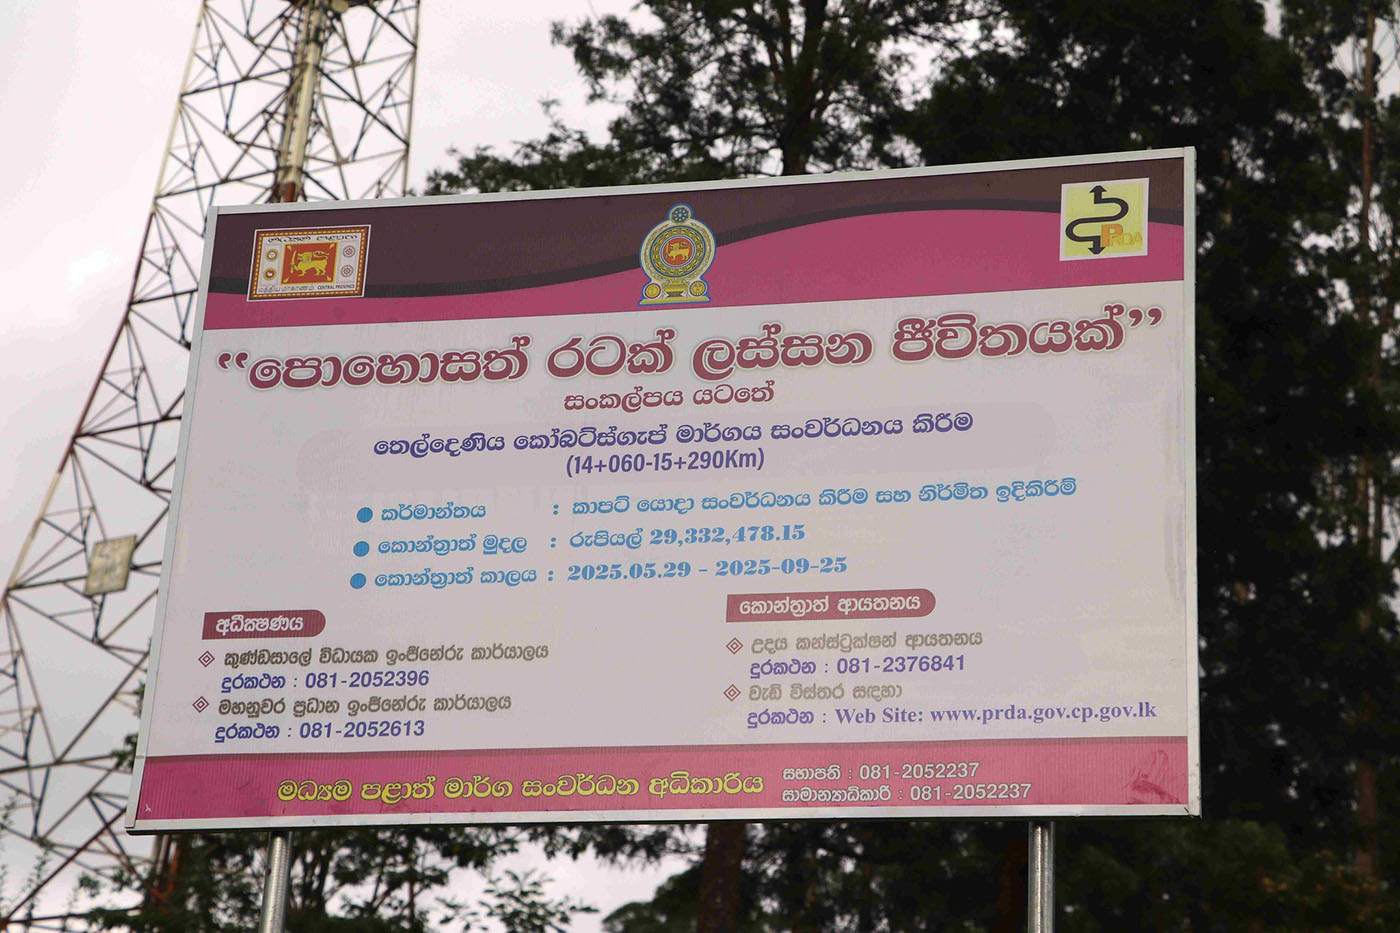 CENTRAL PROVINCE
PRDA
“පොහොසත් රටක් ලස්සන ජීවිතයක්”
සංකල්පය යටතේ
තෙල්දෙණිය කෝබට්ස්ගැප් මාර්ගය සංවර්ධනය කිරීම
(14+060-15+290Km)
● කර්මාන්තය : කාපට් යොදා සංවර්ධනය කිරීම සහ නිර්මිත ඉදිකිරීම්
● කොන්ත්‍රාත් මුදල : රුපියල් 29,332,478.15
● කොන්ත්‍රාත් කාලය : 2025.05.29 - 2025-09-25
අධීක්ෂණය
කුණ්ඩසාලේ විධායක ඉංජිනේරු කාර්යාලය
දුරකථන : 081-2052396
මහනුවර ප්‍රධාන ඉංජිනේරු කාර්යාලය
දුරකථන : 081-2052613
කොන්ත්‍රාත් ආයතනය
උදය කන්ස්ට්‍රක්ෂන් ආයතනය
දුරකථන : 081-2376841
වැඩි විස්තර සඳහා
දුරකථන : Web Site: www.prda.gov.cp.gov.lk
මධ්‍යම පළාත් මාර්ග සංවර්ධන අධිකාරිය
සභාපති : 081-2052237
සාමාන්‍යාධිකාරී : 081-2052237